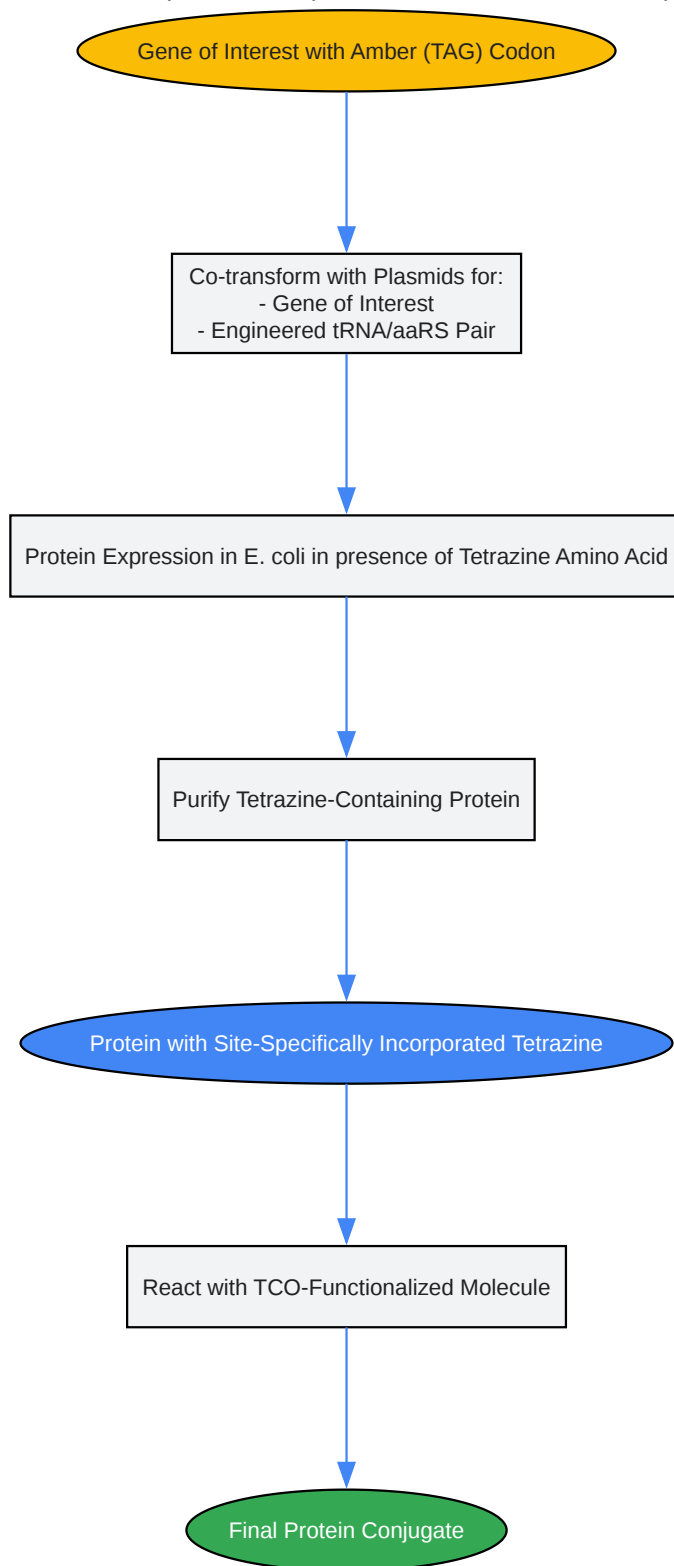 Gene of Interest with Amber (TAG) Codon
Co-transform with Plasmids for:
- Gene of Interest
- Engineered tRNA/aaRS Pair
Protein Expression in E. coli in presence of Tetrazine Amino Acid
Purify Tetrazine-Containing Protein
Protein with Site-Specifically Incorporated Tetrazine
React with TCO-Functionalized Molecule
Final Protein Conjugate